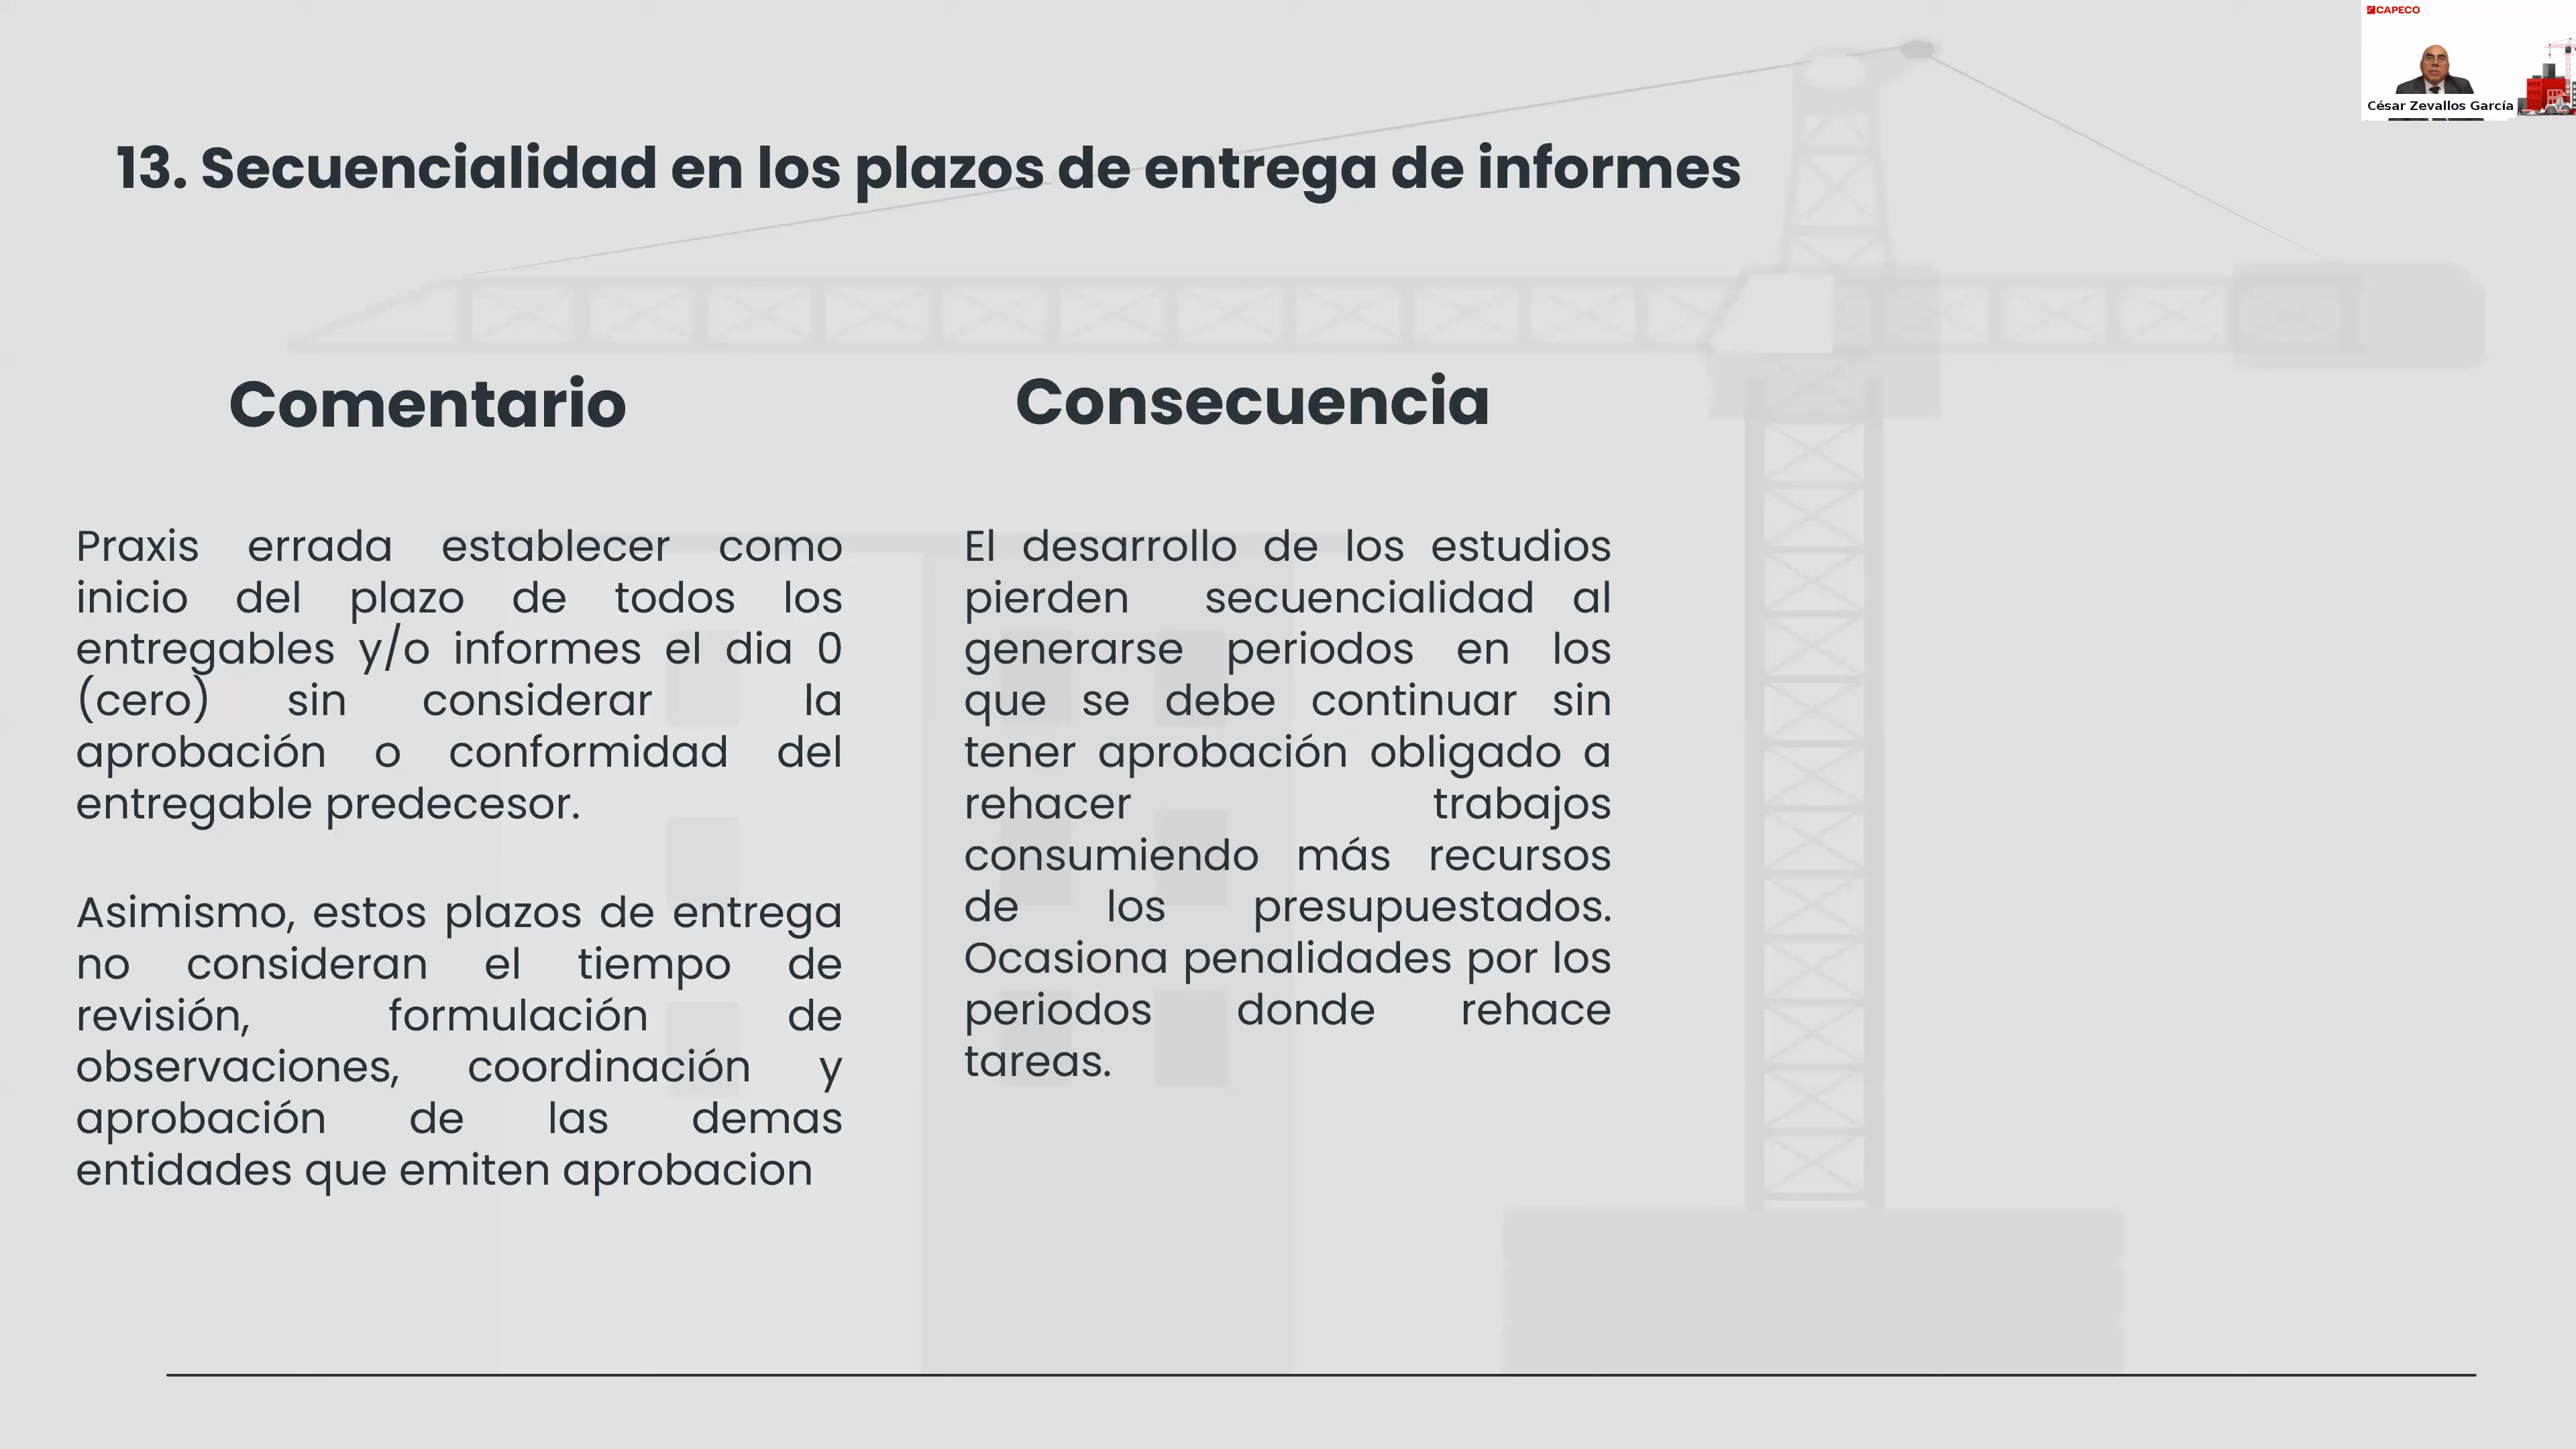 CAPECO
César Zevallos García
13. Secuencialidad en los plazos de entrega de informes
Comentario
Praxis errada establecer como
inicio del plazo de todos los
entregables y/o informes el dia 0
(cero) sin considerar la
aprobación o conformidad del
entregable predecesor.
Asimismo, estos plazos de entrega
no consideran el tiempo de
revisión, formulación de
observaciones, coordinación y
aprobación de las demas
entidades que emiten aprobacion
Consecuencia
El desarrollo de los estudios
pierden secuencialidad al
generarse periodos en los
que se debe continuar sin
tener aprobación obligado a
rehacer trabajos
consumiendo más recursos
de los presupuestados.
Ocasiona penalidades por los
periodos donde rehace
tareas.